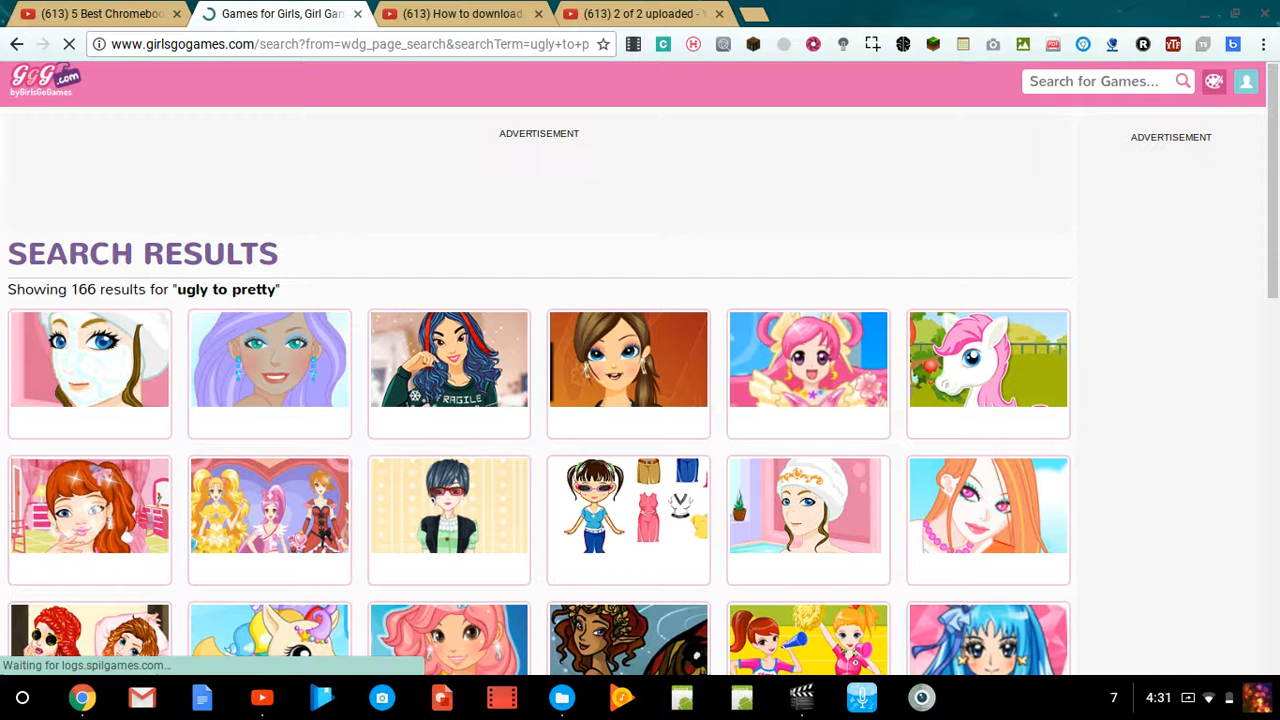 (613) 5 Best Chromeboo
Games for Girls, Girl Gam
(613) How to download
(613) 2 of 2 uploaded - Y
www.girlsgogames.com/search?from=wdg_page_search&searchTerm=ugly+to+p
GgG.com
byGirlsGoGames
Search for Games...
ADVERTISEMENT
ADVERTISEMENT
SEARCH RESULTS
Showing 166 results for "ugly to pretty"
FRAGILE
Waiting for logs.spilgames.com...
7
4:31